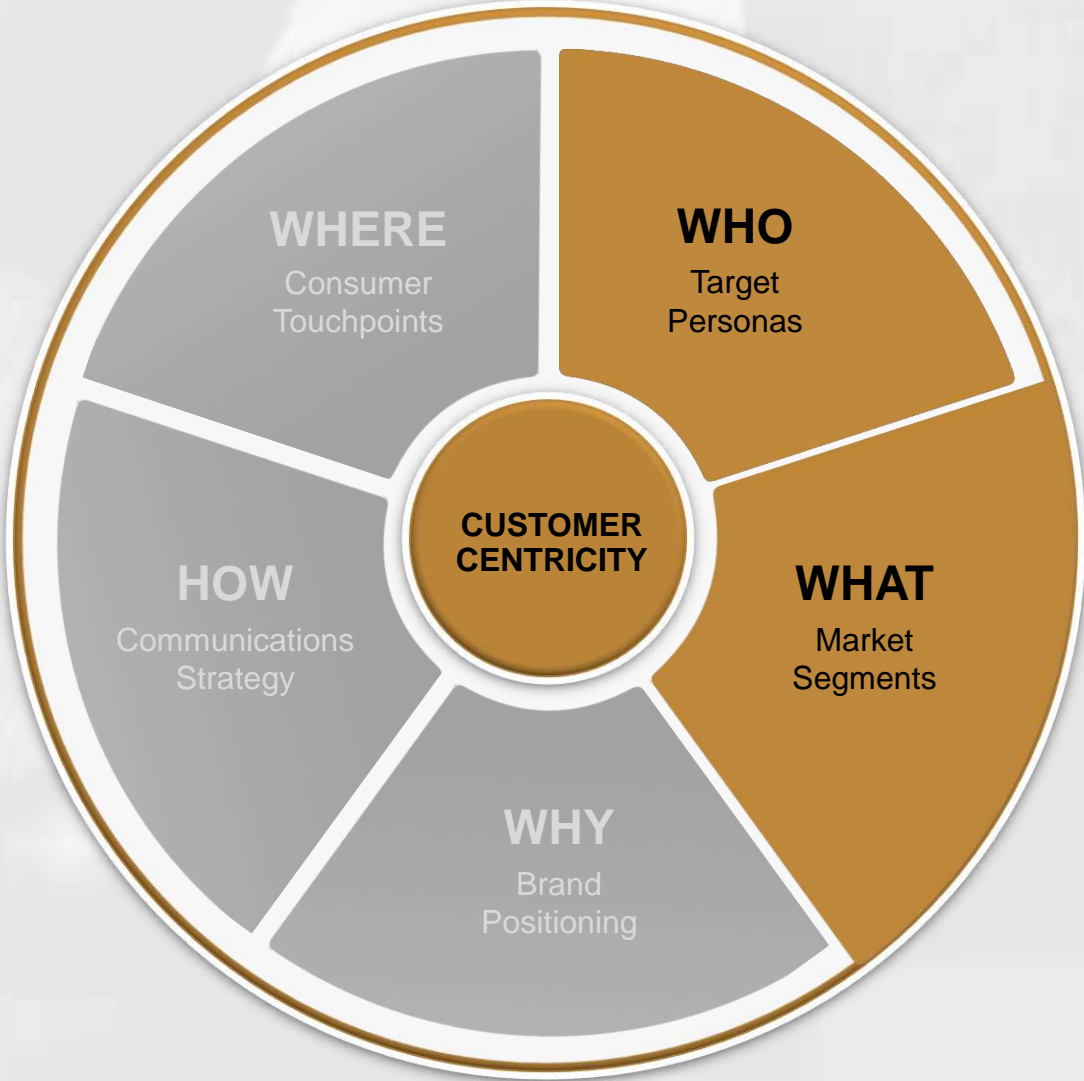 WHERE
Consumer
Touchpoints
WHO
Target
Personas
CUSTOMER
CENTRICITY
HOW
Communications
Strategy
WHAT
Market
Segments
WHY
Brand
Positioning